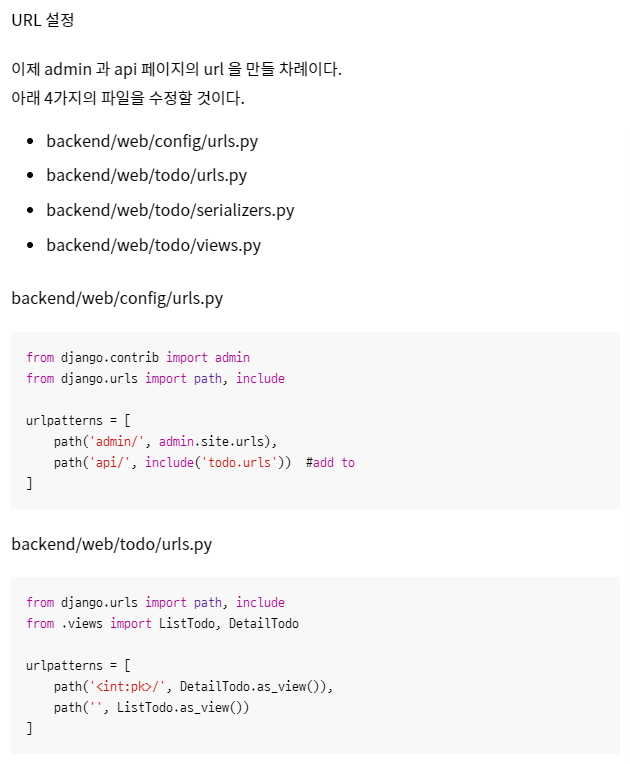 URL 설정
이제 admin 과 api 페이지의 url 을 만들 차례이다.
아래 4가지의 파일을 수정할 것이다.
• backend/web/config/urls.py
• backend/web/todo/urls.py
• backend/web/todo/serializers.py
• backend/web/todo/views.py
backend/web/config/urls.py
from django.contrib import admin
from django.urls import path, include
urlpatterns = [
    path('admin/', admin.site.urls),
    path('api/', include('todo.urls'))  #add to
]
backend/web/todo/urls.py
from django.urls import path, include
from .views import ListTodo, DetailTodo
urlpatterns = [
    path('<int:pk>/', DetailTodo.as_view()),
    path('', ListTodo.as_view())
]